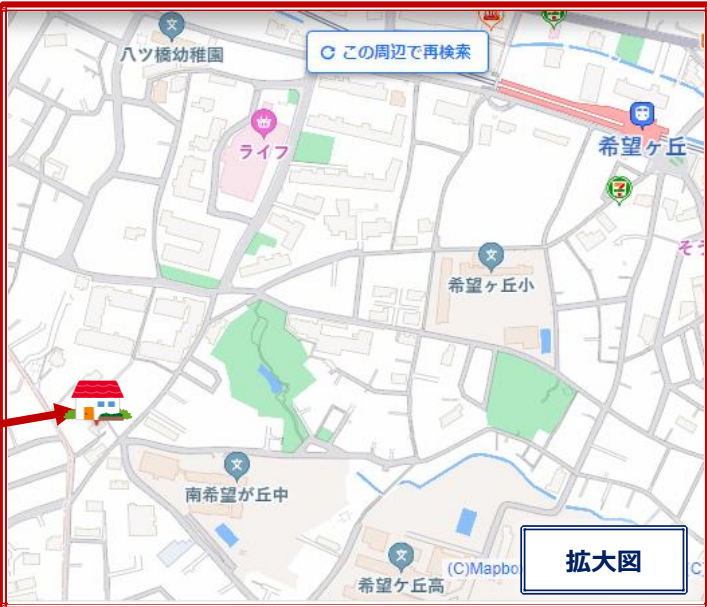 八ツ橋幼稚園
この周辺で再検索
ライフ
希望ヶ丘
希望ヶ丘小
そう
南希望が丘中
希望ケ丘高
(C)Mapbo
拡大図